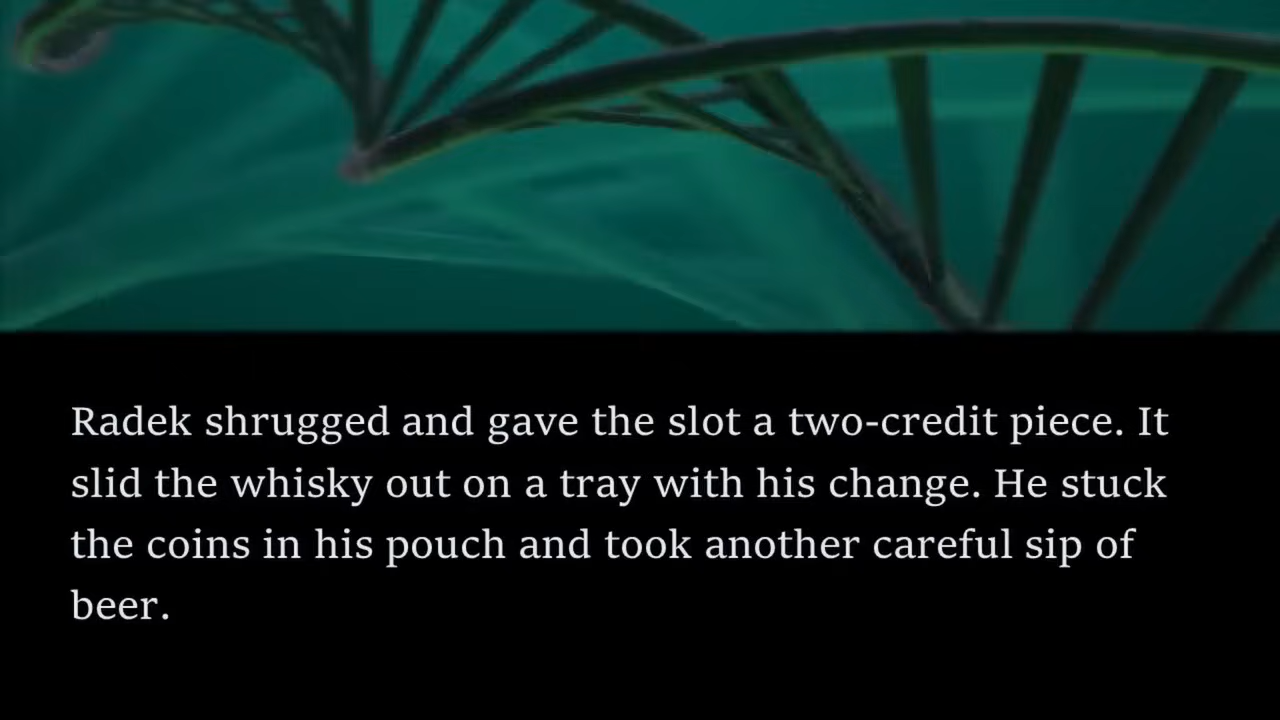 Radek shrugged and gave the slot a two-credit piece. It
slid the whisky out on a tray with his change. He stuck
the coins in his pouch and took another careful sip of
beer.